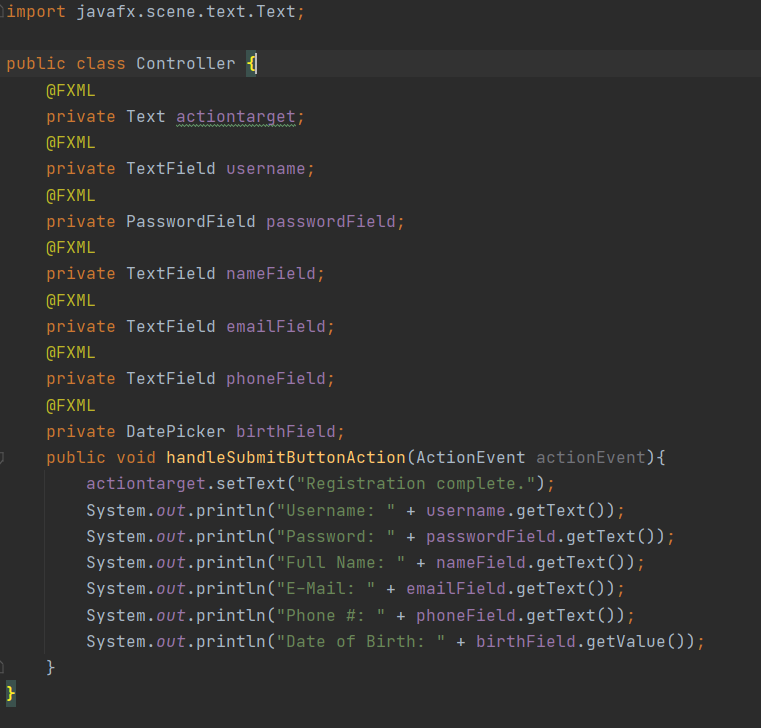 import javafx.scene.text.Text;
public class Controller {
@FXML
private Text actiontarget;
@FXML
private TextField username;
@FXML
private PasswordField passwordField;
@FXML
private TextField nameField;
@FXML
private TextField emailField;
@FXML
private TextField phoneField;
@FXML
private DatePicker birthField;
public void handleSubmitButtonAction(ActionEvent actionEvent){
actiontarget.setText("Registration complete.");
System.out.println("Username: " + username.getText());
System.out.println("Password: " + passwordField.getText());
System.out.println("Full Name: " + nameField.getText());
System.out.println("E-Mail: " + emailField.getText());
System.out.println("Phone #: " + phoneField.getText());
System.out.println("Date of Birth: " + birthField.getValue());
}
}